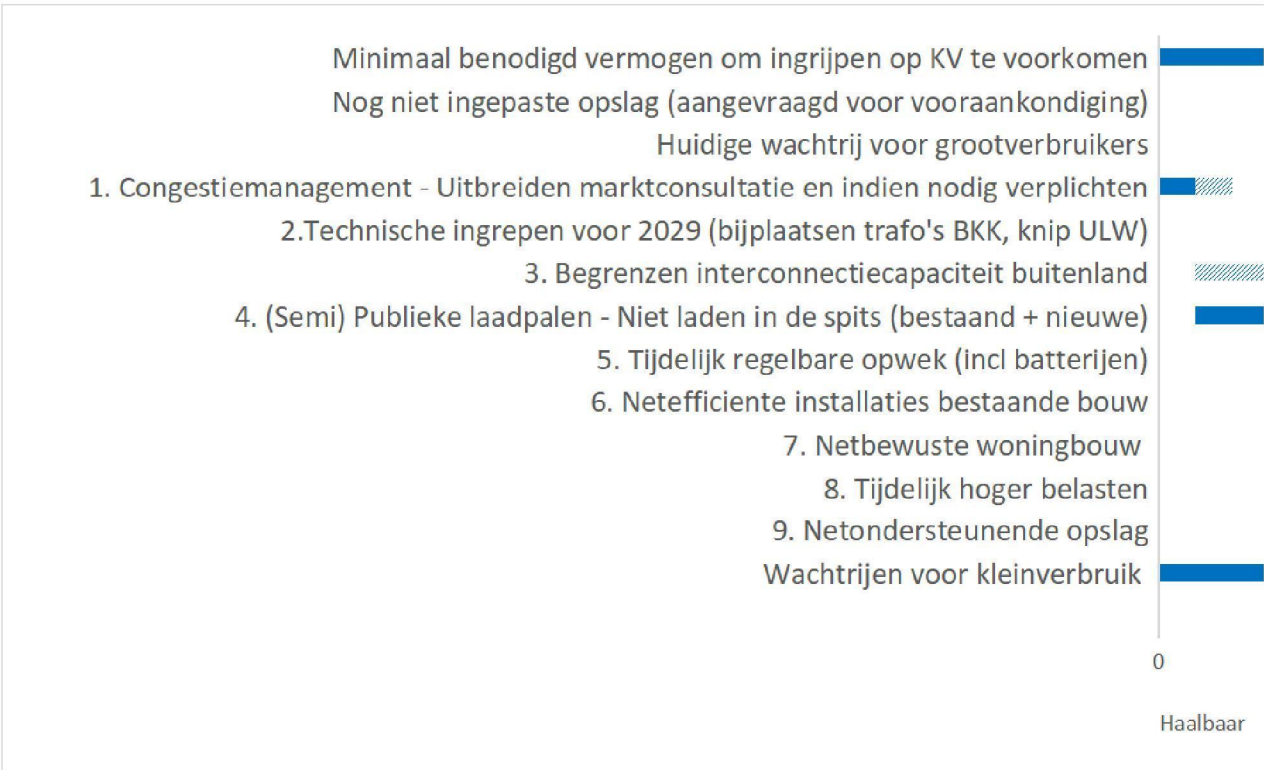 Minimaal benodigd vermogen om ingrijpen op KV te voorkomen
Nog niet ingepaste opslag (aangevraagd voor vooraankondiging)
Huidige wachtrij voor grootverbruikers
1. Congestiemanagement - Uitbreiden marktconsultatie en indien nodig verplichten
2.Technische ingrepen voor 2029 (bijplaatsen trafo's BKK, knip ULW)
3. Begrenzen interconnectiecapaciteit buitenland
4. (Semi) Publieke laadpalen - Niet laden in de spits (bestaand + nieuwe)
5. Tijdelijk regelbare opwek (incl batterijen)
6. Netefficiente installaties bestaande bouw
7. Netbewuste woningbouw
8. Tijdelijk hoger belasten
9. Netondersteunende opslag
Wachtrijen voor kleinverbruik
0
Haalbaar